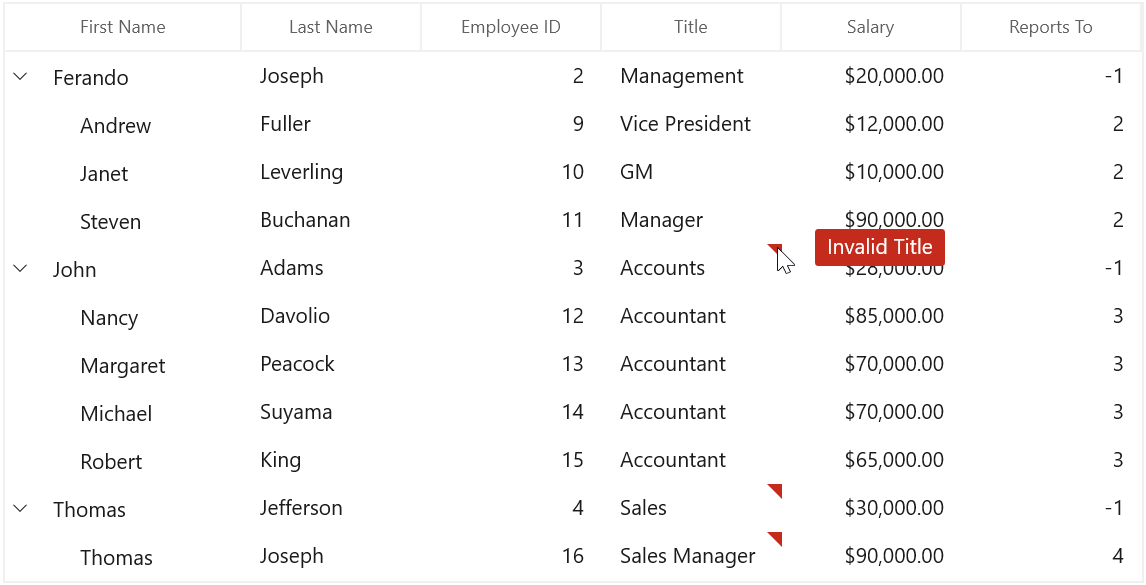 First Name Last Name Employee ID Title Salary Reports To
Ferando Joseph 2 Management $20,000.00 -1
Andrew Fuller 9 Vice President $12,000.00 2
Janet Leverling 10 GM $10,000.00 2
Steven Buchanan 11 Manager $90,000.00 2
Invalid Title
John Adams 3 Accounts $28,000.00 -1
Nancy Davolio 12 Accountant $85,000.00 3
Margaret Peacock 13 Accountant $70,000.00 3
Michael Suyama 14 Accountant $70,000.00 3
Robert King 15 Accountant $65,000.00 3
Thomas Jefferson 4 Sales $30,000.00 -1
Thomas Joseph 16 Sales Manager $90,000.00 4